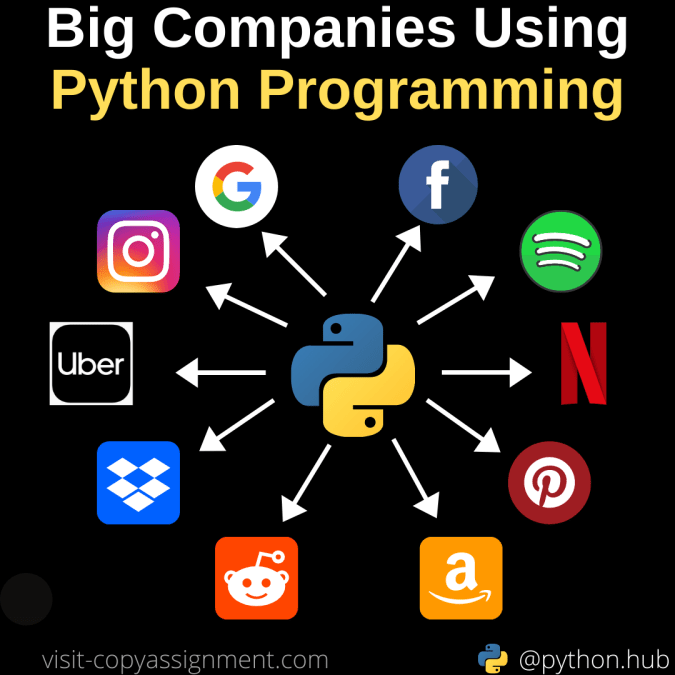 Big Companies Using
Python Programming
Uber
visit-copyassignment.com
@python.hub